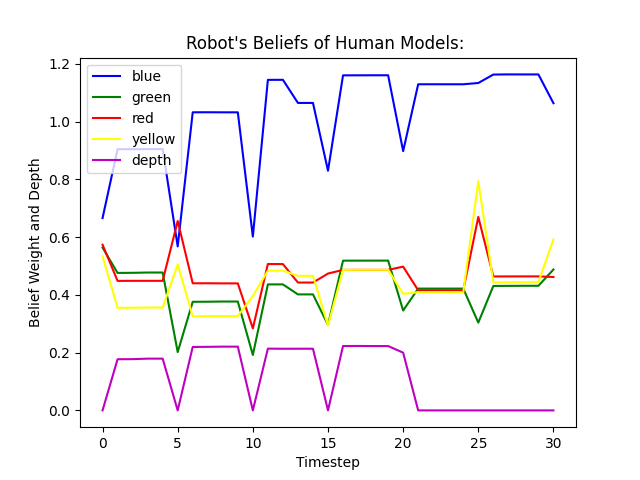 Robot's Beliefs of Human Models:
1.2
1.0
0.8
0.6
0.4
0.2
0.0
Belief Weight and Depth
blue
green
red
yellow
depth
0 5 10 15 20 25 30
Timestep